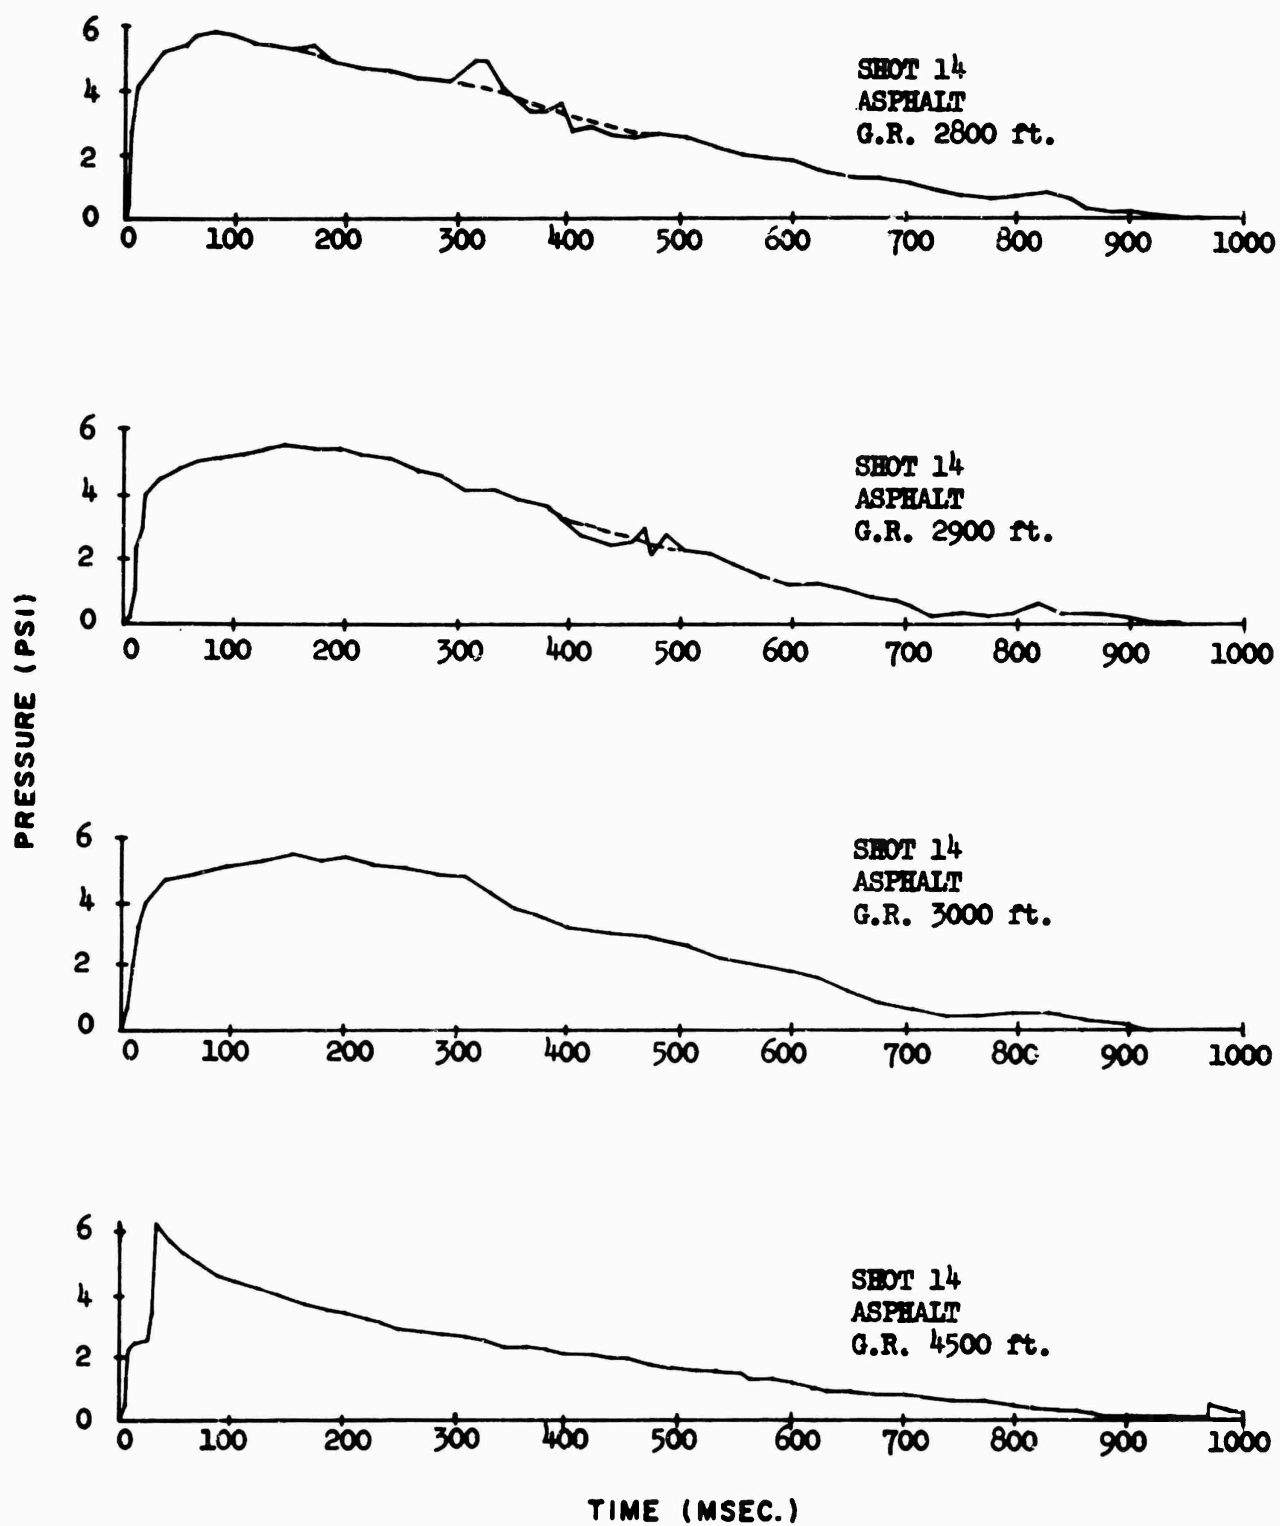 6
SHOT 14
ASPHALT
G.R. 2800 ft.
4
2
0
0 100 200 300 400 500 600 700 800 900 1000
6
SHOT 14
ASPHALT
G.R. 2900 ft.
4
2
0
0 100 200 300 400 500 600 700 800 900 1000
PRESSURE (PSI)
6
SHOT 14
ASPHALT
G.R. 3000 ft.
4
2
0
0 100 200 300 400 500 600 700 800 900 1000
6
SHOT 14
ASPHALT
G.R. 4500 ft.
4
2
0
0 100 200 300 400 500 600 700 800 900 1000
TIME (MSEC.)